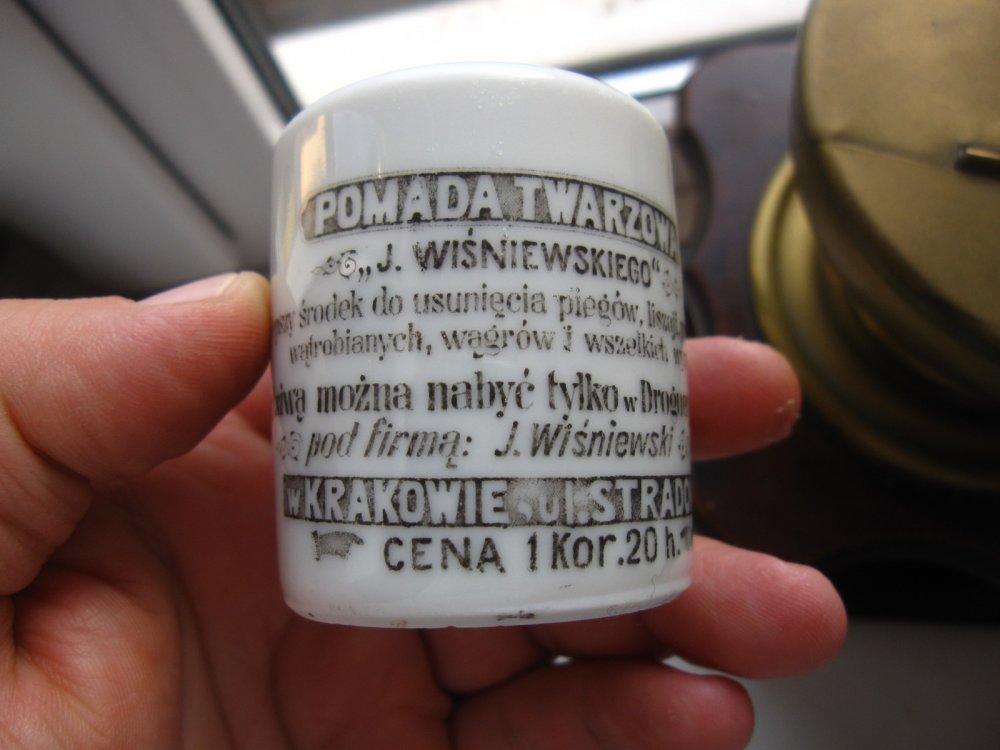 POMADA TWARZOWA
„J. WIŚNIEWSKIEGO”
środek do usunięcia piegów,
wątrobianych, wągrów i wszelkich
można nabyć tylko w
pod firmą: J. Wiśniewski
w KRAKOWIE ul. STRADO
CENA 1 Kor. 20 h.